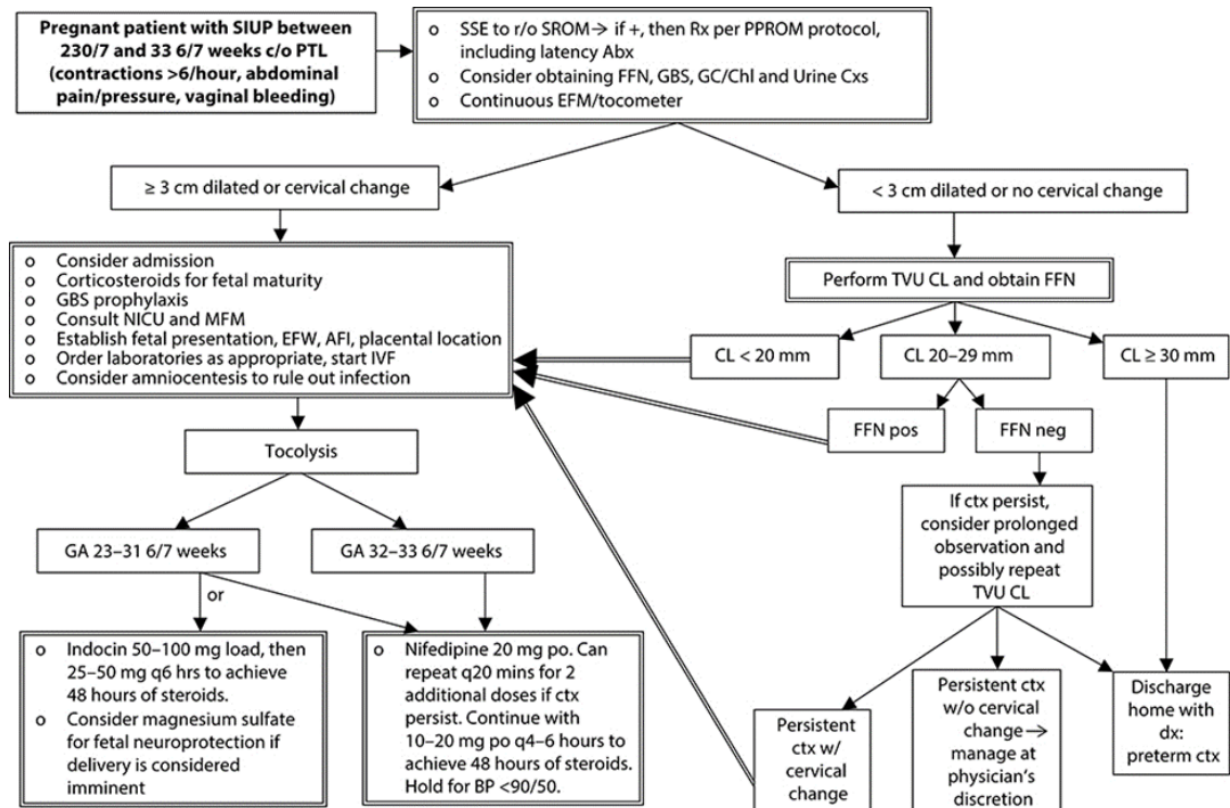 Pregnant patient with SIUP between
230/7 and 33 6/7 weeks c/o PTL
(contractions >6/hour, abdominal
pain/pressure, vaginal bleeding)
o SSE to r/o SROM→ if +, then Rx per PPROM protocol,
including latency Abx
o Consider obtaining FFN, GBS, GC/Chl and Urine Cxs
o Continuous EFM/tocometer
≥ 3 cm dilated or cervical change
< 3 cm dilated or no cervical change
o Consider admission
o Corticosteroids for fetal maturity
o GBS prophylaxis
o Consult NICU and MFM
o Establish fetal presentation, EFW, AFI, placental location
o Order laboratories as appropriate, start IVF
o Consider amniocentesis to rule out infection
Perform TVU CL and obtain FFN
CL < 20 mm
CL 20–29 mm
CL ≥ 30 mm
FFN pos
FFN neg
Tocolysis
If ctx persist,
consider prolonged
observation and
possibly repeat
TVU CL
GA 23–31 6/7 weeks
GA 32–33 6/7 weeks
or
o Indocin 50–100 mg load, then
25–50 mg q6 hrs to achieve
48 hours of steroids.
o Consider magnesium sulfate
for fetal neuroprotection if
delivery is considered
imminent
o Nifedipine 20 mg po. Can
repeat q20 mins for 2
additional doses if ctx
persist. Continue with
10–20 mg po q4–6 hours to
achieve 48 hours of steroids.
Hold for BP <90/50.
Persistent ctx w/
cervical
change
Persistent ctx
w/o cervical
change →
manage at
physician's
discretion
Discharge
home with
dx:
preterm ctx